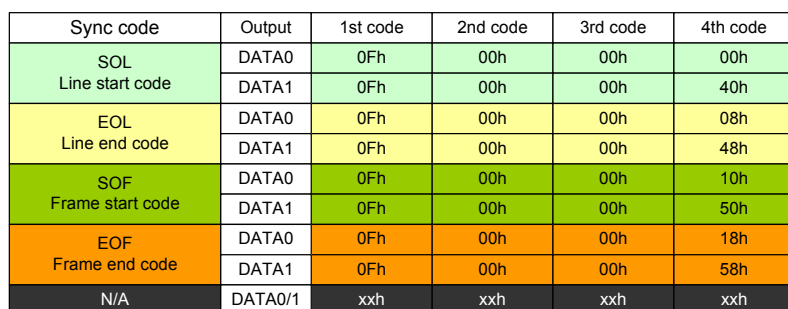 Sync code Output 1st code 2nd code 3rd code 4th code
SOL
Line start code
DATA0 0Fh 00h 00h 00h
DATA1 0Fh 00h 00h 40h
EOL
Line end code
DATA0 0Fh 00h 00h 08h
DATA1 0Fh 00h 00h 48h
SOF
Frame start code
DATA0 0Fh 00h 00h 10h
DATA1 0Fh 00h 00h 50h
EOF
Frame end code
DATA0 0Fh 00h 00h 18h
DATA1 0Fh 00h 00h 58h
N/A DATA0/1 xxh xxh xxh xxh